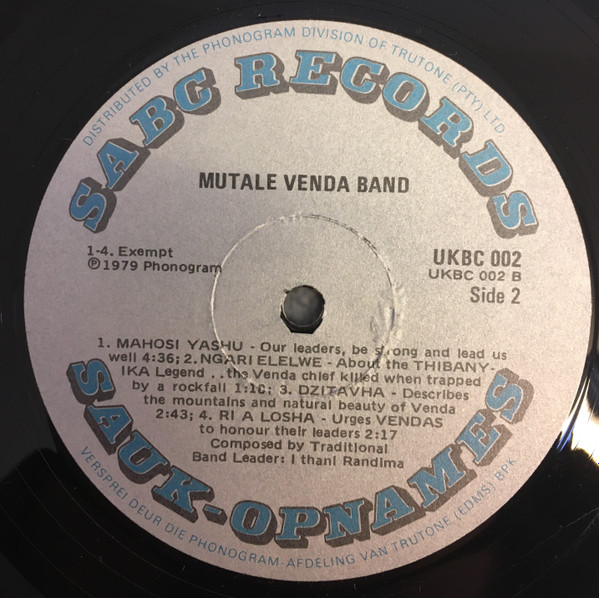 DISTRIBUTED BY THE PHONOGRAM DIVISION OF TRUTONE (PTY) LTD.
SABC RECORDS
MUTALE VENDA BAND
1-4. Exempt
℗ 1979 Phonogram
UKBC 002
UKBC 002 B
Side 2
1. MAHOSI YASHU - Our leaders, be strong and lead us
well 4:36; 2. NGARI ELELWE - About the THIBANY-
IKA Legend . . the Venda chief killed when trapped
by a rockfall 1:10; 3. DZITAVHA - Describes
the mountains and natural beauty of Venda
2:43; 4. RI A LOSHA - Urges VENDAS
to honour their leaders 2:17
Composed by Traditional
Band Leader: I thani Randima
SAUK-OPNAMES
VERSPREI DEUR DIE PHONOGRAM-AFDELING VAN TRUTONE (EDMS) BPK